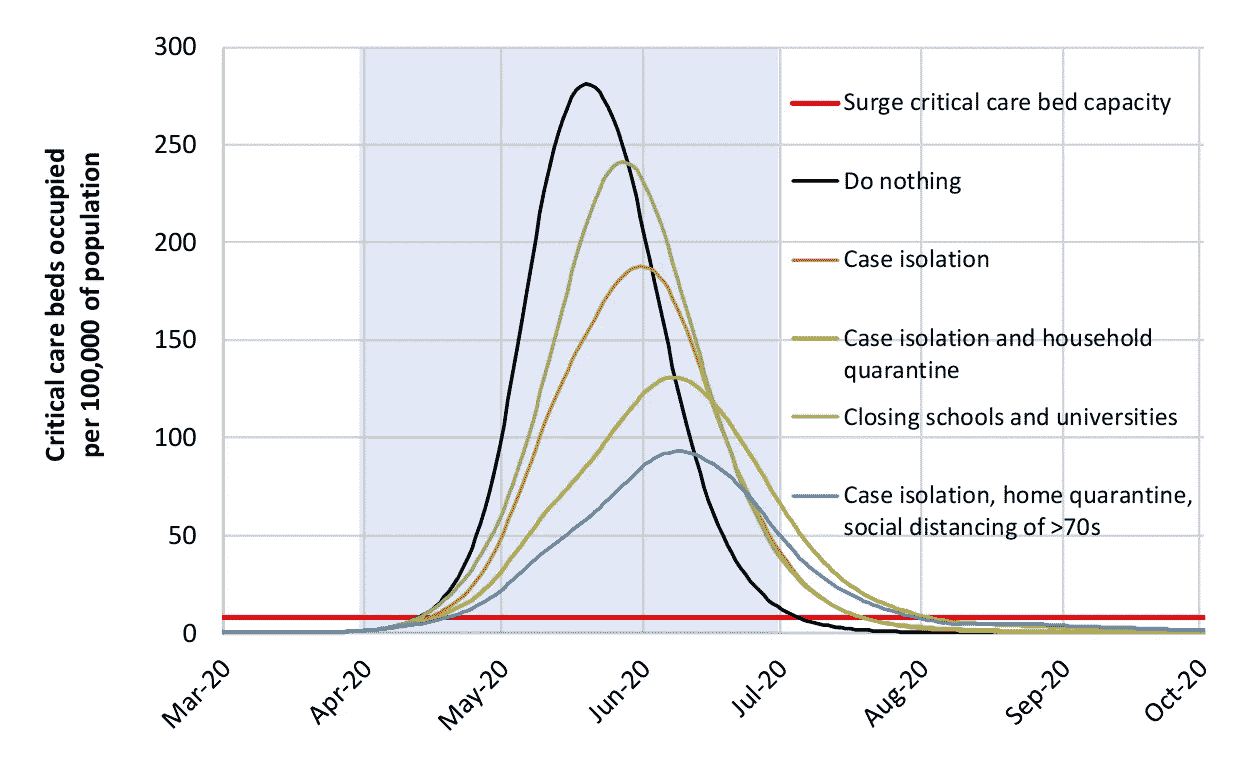 300
250
200
150
100
50
0
Critical care beds occupied
per 100,000 of population
Surge critical care bed capacity
Do nothing
Case isolation
Case isolation and household
quarantine
Closing schools and universities
Case isolation, home quarantine,
social distancing of >70s
Mar-20
Apr-20
May-20
Jun-20
Jul-20
Aug-20
Sep-20
Oct-20